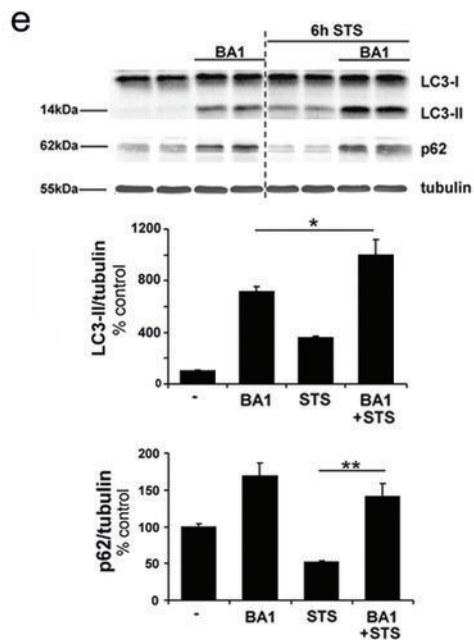 e
6h STS
BA1 BA1
LC3-I
14kDa LC3-II
62kDa p62
55kDa tubulin
LC3-II/tubulin
% control
1200
800
400
0
*
- BA1 STS BA1
+STS
p62/tubulin
% control
200
150
100
50
0
**
- BA1 STS BA1
+STS